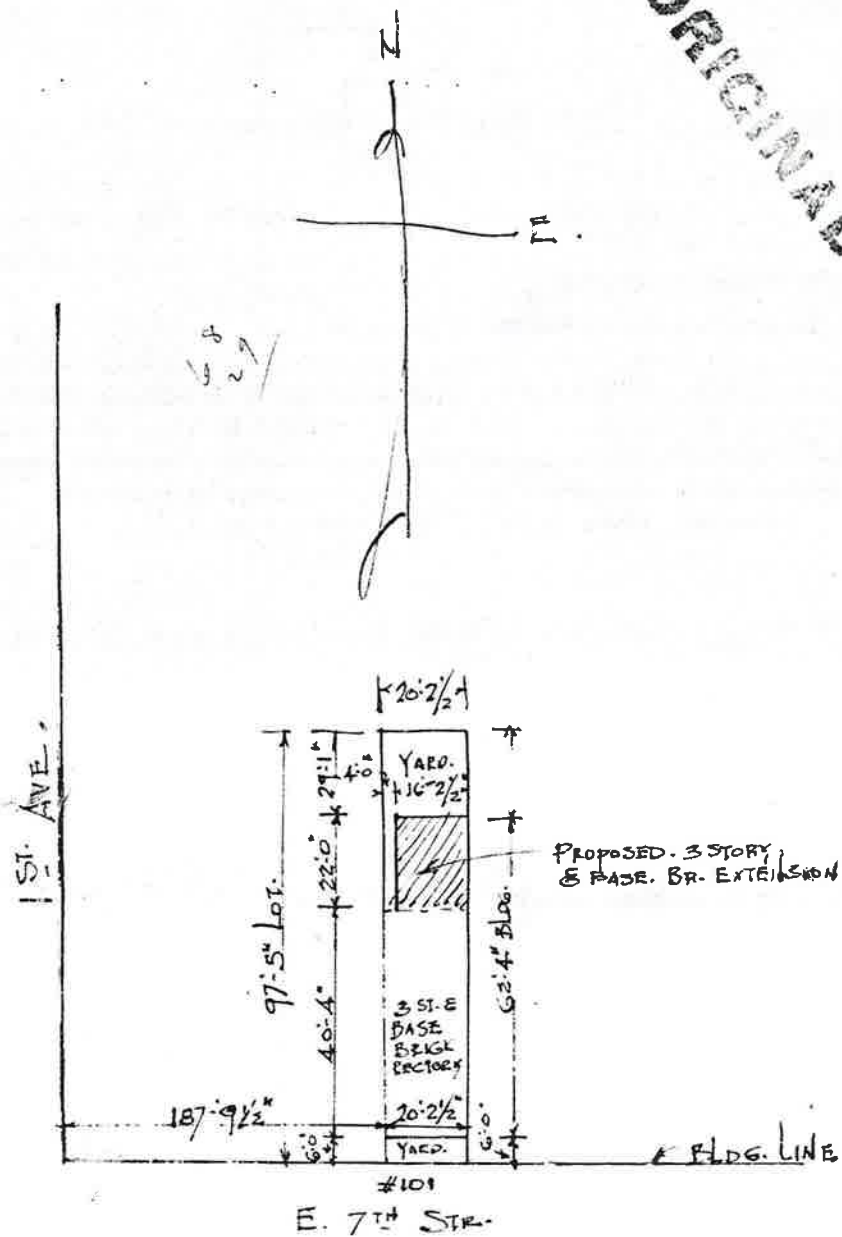 ORIGINAL
N
E.
20'-2½"
YARD.
4'-0"
16'-2½"
29'-1"
1ST. AVE.
22'-0"
PROPOSED. 3 STORY
& BASE. BR. EXTENSION
97'-5" LOT.
62'-4" BLDG.
40'-4"
3 ST. &
BASE
BRICK
RECTORY
187'-9½"
20'-2½"
6'-0"
YARD.
6'-0"
BLDG. LINE
#101
E. 7TH STR.